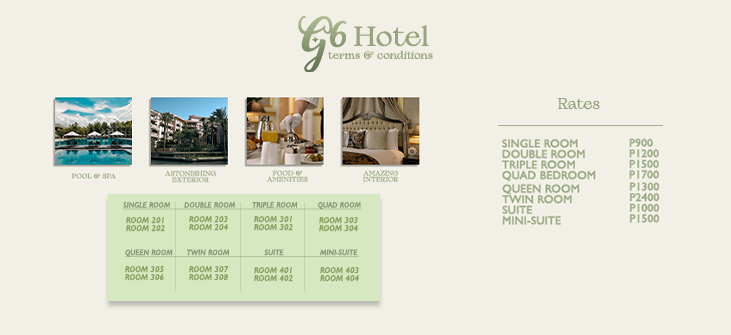 G6 Hotel
terms & conditions
POOL & SPA
ASTONISHING
EXTERIOR
FOOD &
AMENITIES
AMAZING
INTERIOR
SINGLE ROOM DOUBLE ROOM TRIPLE ROOM QUAD ROOM
ROOM 201 ROOM 203 ROOM 301 ROOM 303
ROOM 202 ROOM 204 ROOM 302 ROOM 304
QUEEN ROOM TWIN ROOM SUITE MINI-SUITE
ROOM 305 ROOM 307 ROOM 401 ROOM 403
ROOM 306 ROOM 308 ROOM 402 ROOM 404
Rates
SINGLE ROOM P900
DOUBLE ROOM P1200
TRIPLE ROOM P1500
QUAD BEDROOM P1700
QUEEN ROOM P1300
TWIN ROOM P2400
SUITE P1000
MINI-SUITE P1500